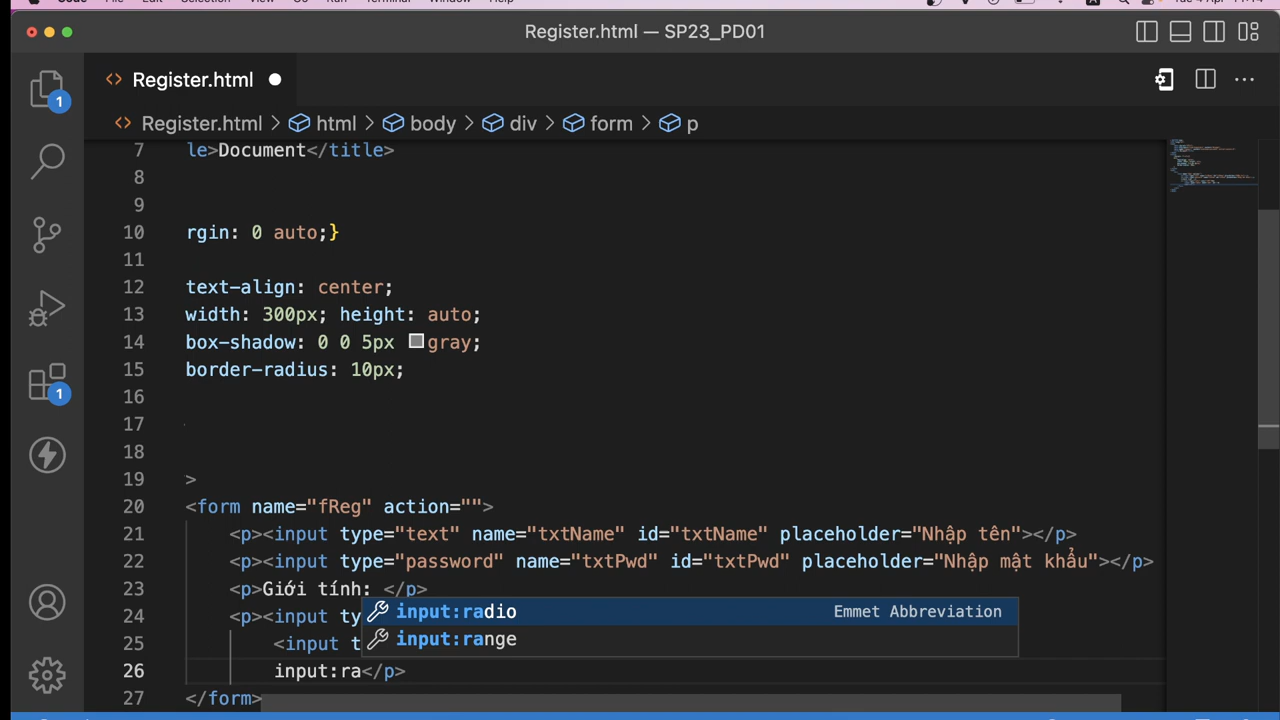 Register.html — SP23_PD01
Register.html
Register.html > html > body > div > form > p
7 le>Document</title>
8
9
10 rgin: 0 auto;}
11
12 text-align: center;
13 width: 300px; height: auto;
14 box-shadow: 0 0 5px gray;
15 border-radius: 10px;
16
17
18
19 >
20 <form name="fReg" action="">
21 <p><input type="text" name="txtName" id="txtName" placeholder="Nhập tên"></p>
22 <p><input type="password" name="txtPwd" id="txtPwd" placeholder="Nhập mật khẩu"></p>
23 <p>Giới tính: </p>
24 <p><input ty
input:radio Emmet Abbreviation
25 <input t
input:range
26 input:ra</p>
27 </form>
1
1